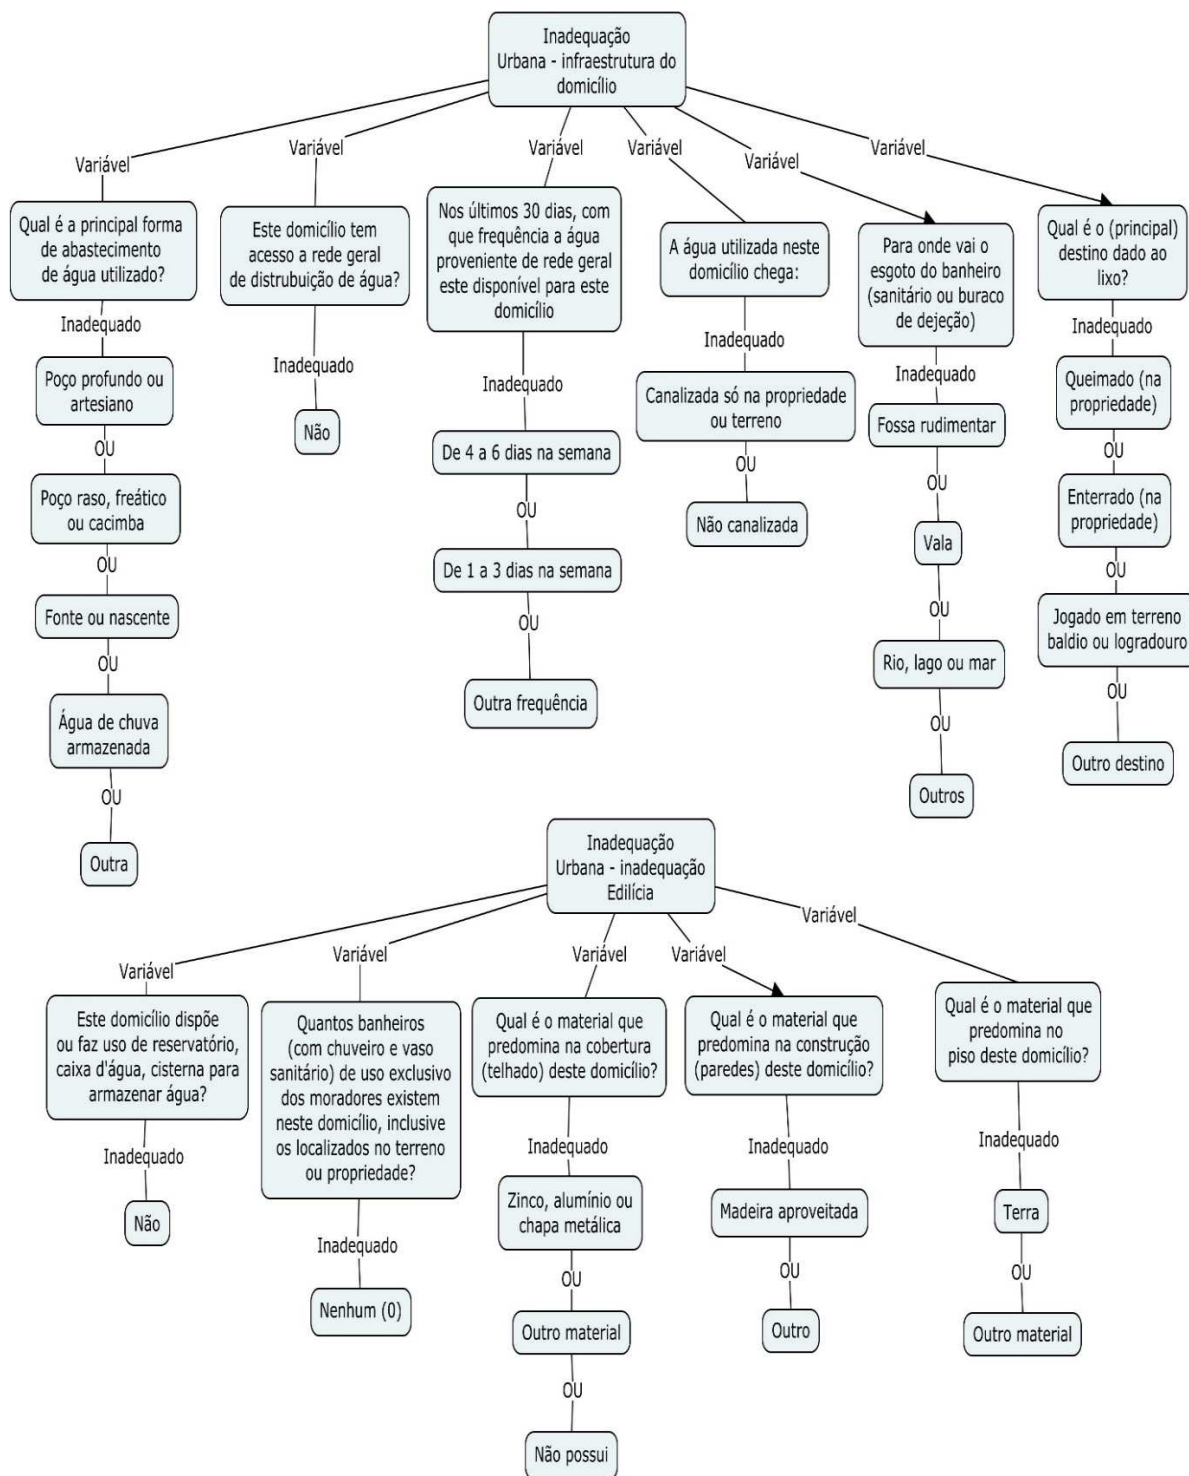 Inadequação
Urbana - infraestrutura do
domicílio
Variável
Variável
Variável
Variável
Variável
Variável
Qual é a principal forma
de abastecimento
de água utilizado?
Inadequado
Poço profundo ou
artesiano
OU
Poço raso, freático
ou cacimba
OU
Fonte ou nascente
OU
Água de chuva
armazenada
OU
Outra
Este domicílio tem
acesso a rede geral
de distrubuição de água?
Inadequado
Não
Nos últimos 30 dias, com
que frequência a água
proveniente de rede geral
este disponível para este
domicílio
Inadequado
De 4 a 6 dias na semana
OU
De 1 a 3 dias na semana
OU
Outra frequência
A água utilizada neste
domicílio chega:
Inadequado
Canalizada só na propriedade
ou terreno
OU
Não canalizada
Para onde vai o
esgoto do banheiro
(sanitário ou buraco
de dejeção)
Inadequado
Fossa rudimentar
OU
Vala
OU
Rio, lago ou mar
OU
Outros
Qual é o (principal)
destino dado ao
lixo?
Inadequado
Queimado (na
propriedade)
OU
Enterrado (na
propriedade)
OU
Jogado em terreno
baldio ou logradouro
OU
Outro destino
Inadequação
Urbana - inadequação
Edilícia
Variável
Variável
Variável
Variável
Variável
Este domicílio dispõe
ou faz uso de reservatório,
caixa d'água, cisterna para
armazenar água?
Inadequado
Não
Quantos banheiros
(com chuveiro e vaso
sanitário) de uso exclusivo
dos moradores existem
neste domicílio, inclusive
os localizados no terreno
ou propriedade?
Inadequado
Nenhum (0)
Qual é o material que
predomina na cobertura
(telhado) deste domicílio?
Inadequado
Zinco, alumínio ou
chapa metálica
OU
Outro material
OU
Não possui
Qual é o material que
predomina na construção
(paredes) deste domicílio?
Inadequado
Madeira aproveitada
OU
Outro
Qual é o material que
predomina no
piso deste domicílio?
Inadequado
Terra
OU
Outro material